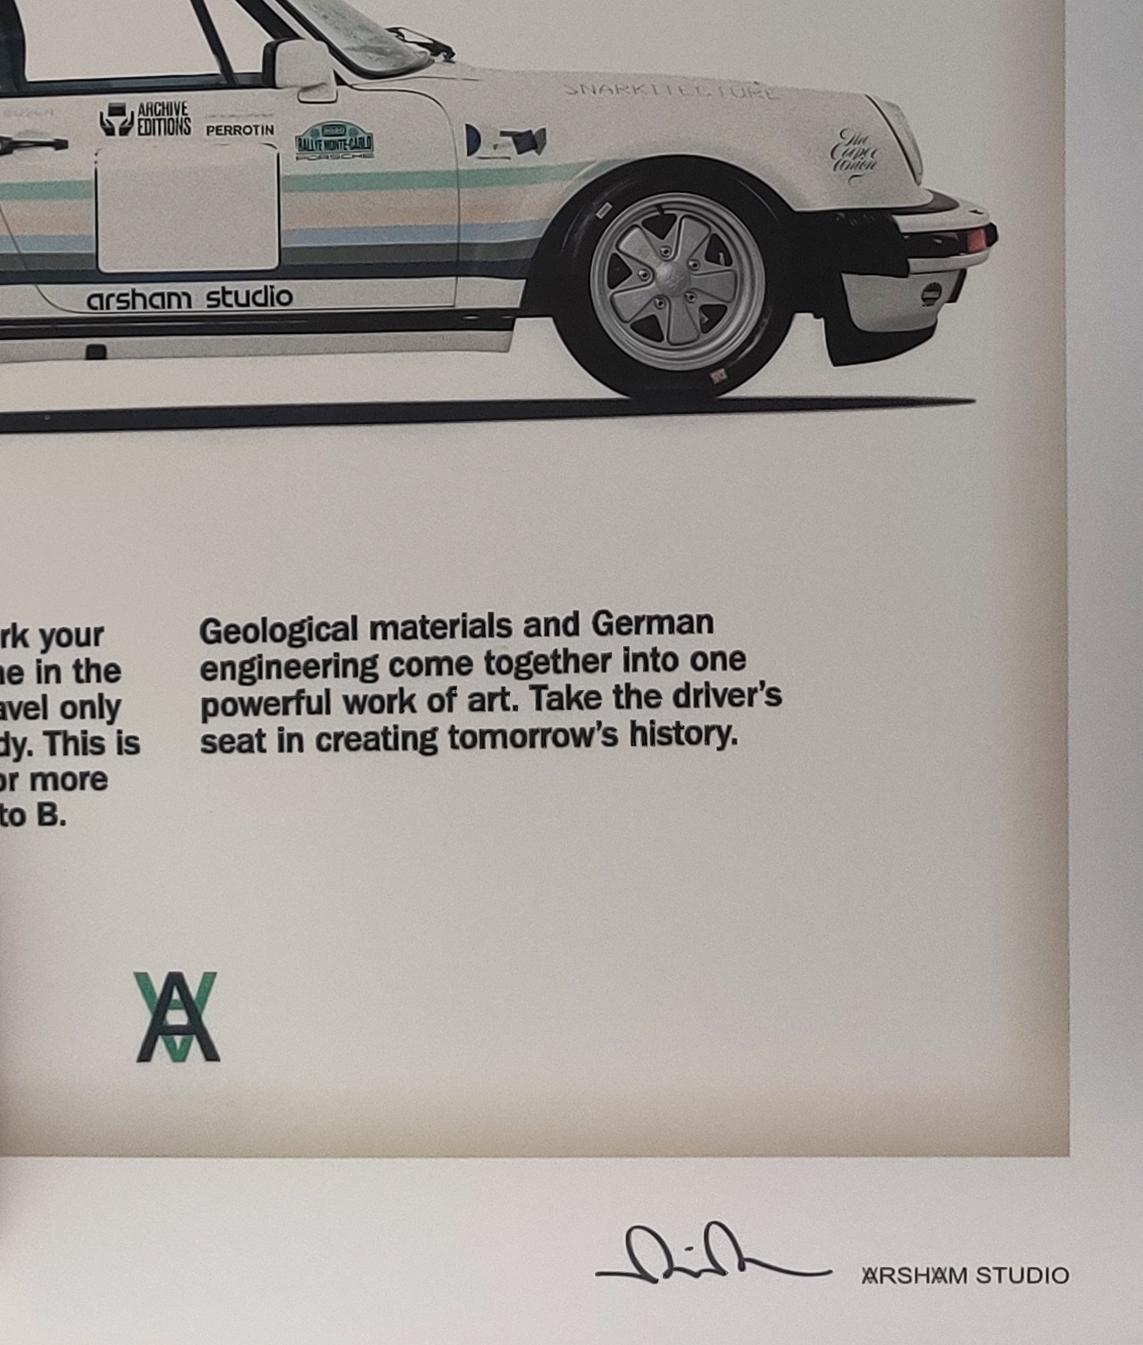 SNARKITECTURE
ARCHIVE
EDITIONS
PERROTIN
RALLYE MONTE-CARLO
PORSCHE
arsham studio
rk your
e in the
avel only
dy. This is
or more
to B.
Geological materials and German
engineering come together into one
powerful work of art. Take the driver's
seat in creating tomorrow's history.
ARSHAM STUDIO